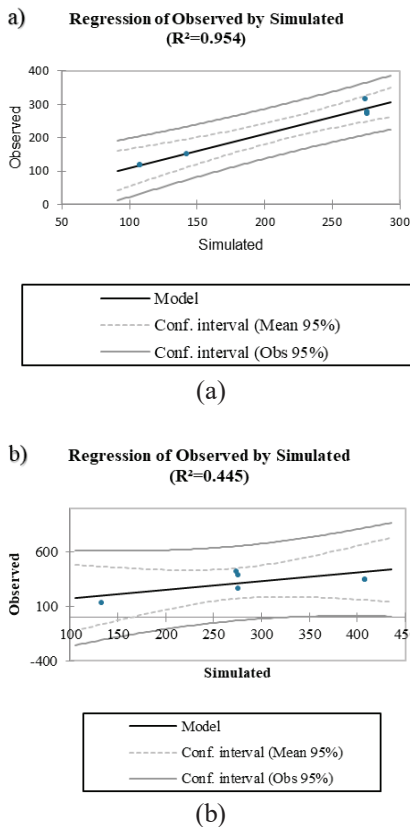 a)
Regression of Observed by Simulated
(R²=0.954)
400
300
200
100
0
Observed
50
100
150
200
250
300
Simulated
Model
Conf. interval (Mean 95%)
Conf. interval (Obs 95%)
(a)
b)
Regression of Observed by Simulated
(R²=0.445)
600
100
-400
Observed
100
150
200
250
300
350
400
45
Simulated
Model
Conf. interval (Mean 95%)
Conf. interval (Obs 95%)
(b)